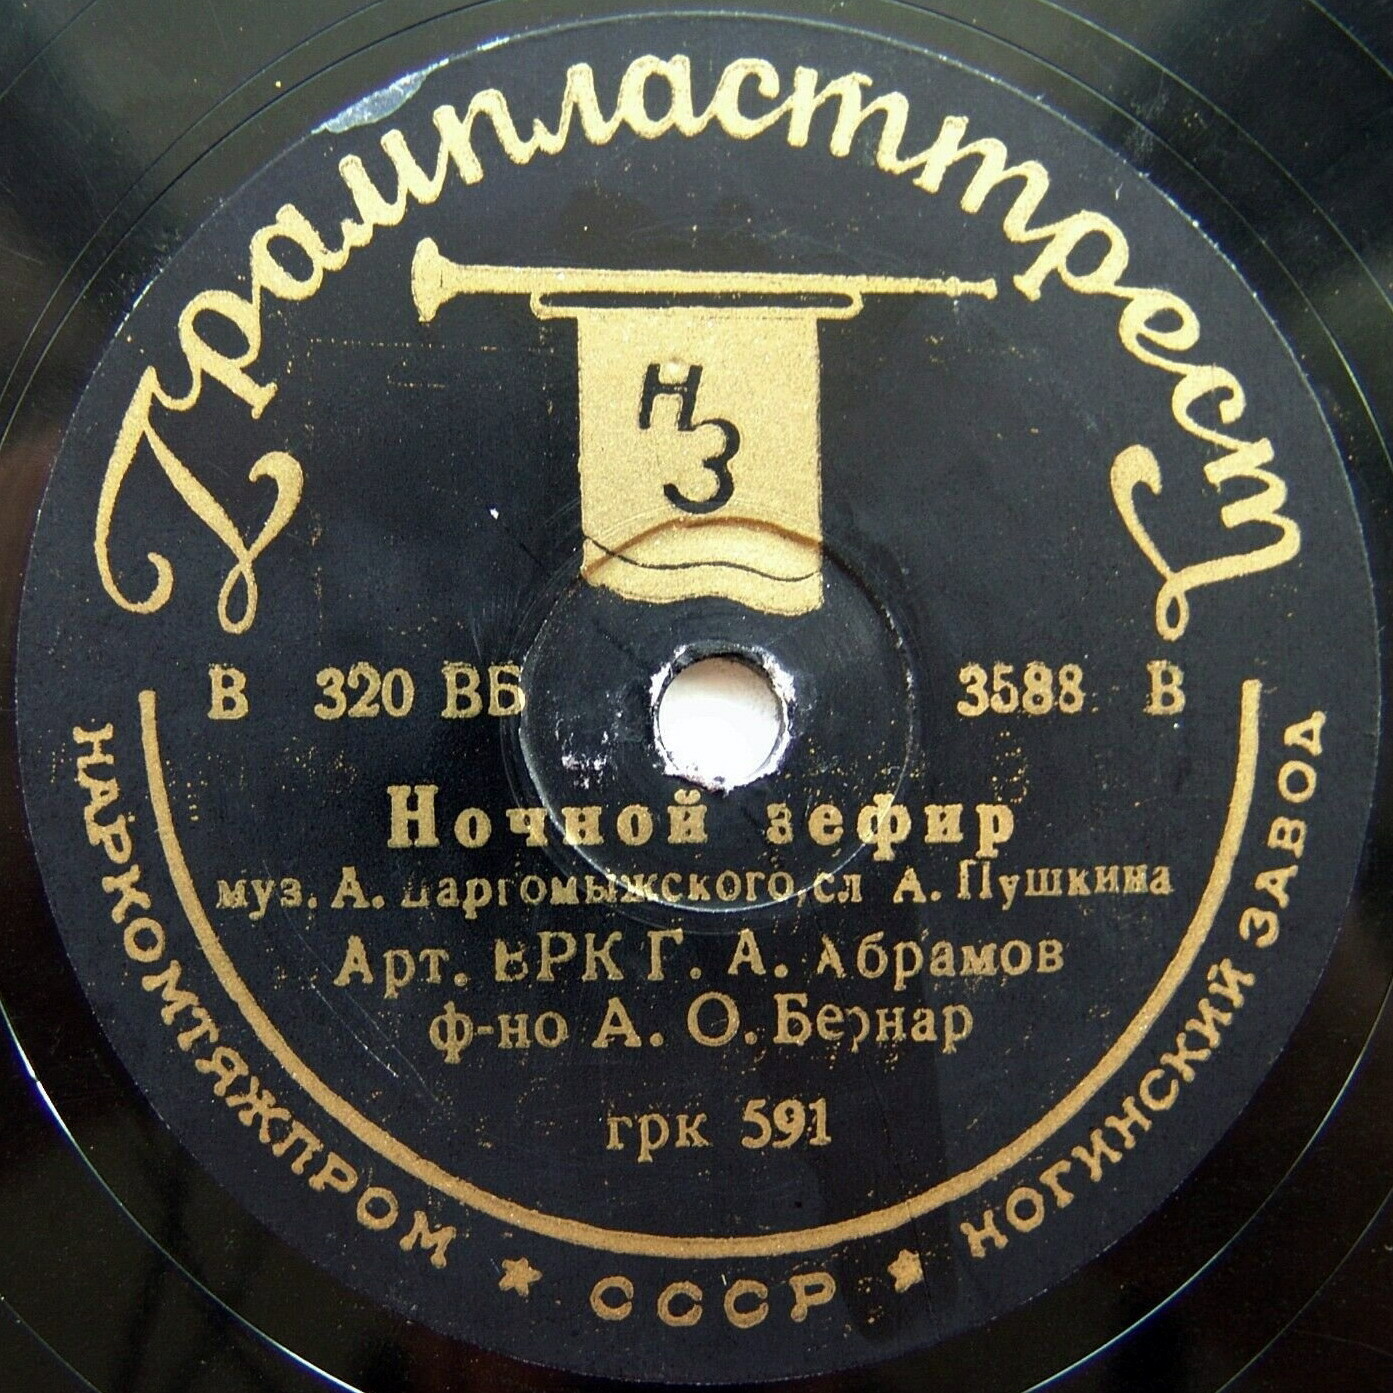 Грампласттрест
НЗ
В 320 ВБ 3588 В
Ночной зефир
муз. А. Даргомыжского, сл А. Пушкина
Арт. ВРК Г. А. Абрамов
ф-но А. О. Бернар
грк 591
НАРКОМТЯЖПРОМ ★ СССР ★ НОГИНСКИЙ ЗАВОД